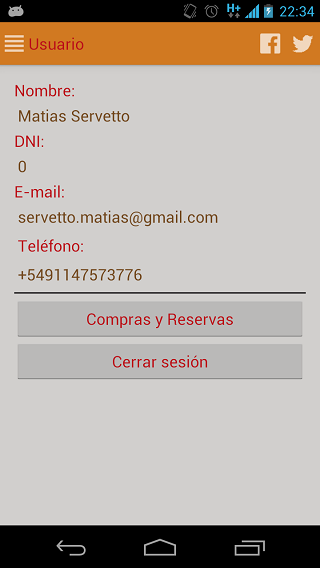 H+ 22:34
Usuario
Nombre:
Matias Servetto
DNI:
0
E-mail:
servetto.matias@gmail.com
Teléfono:
+5491147573776
Compras y Reservas
Cerrar sesión